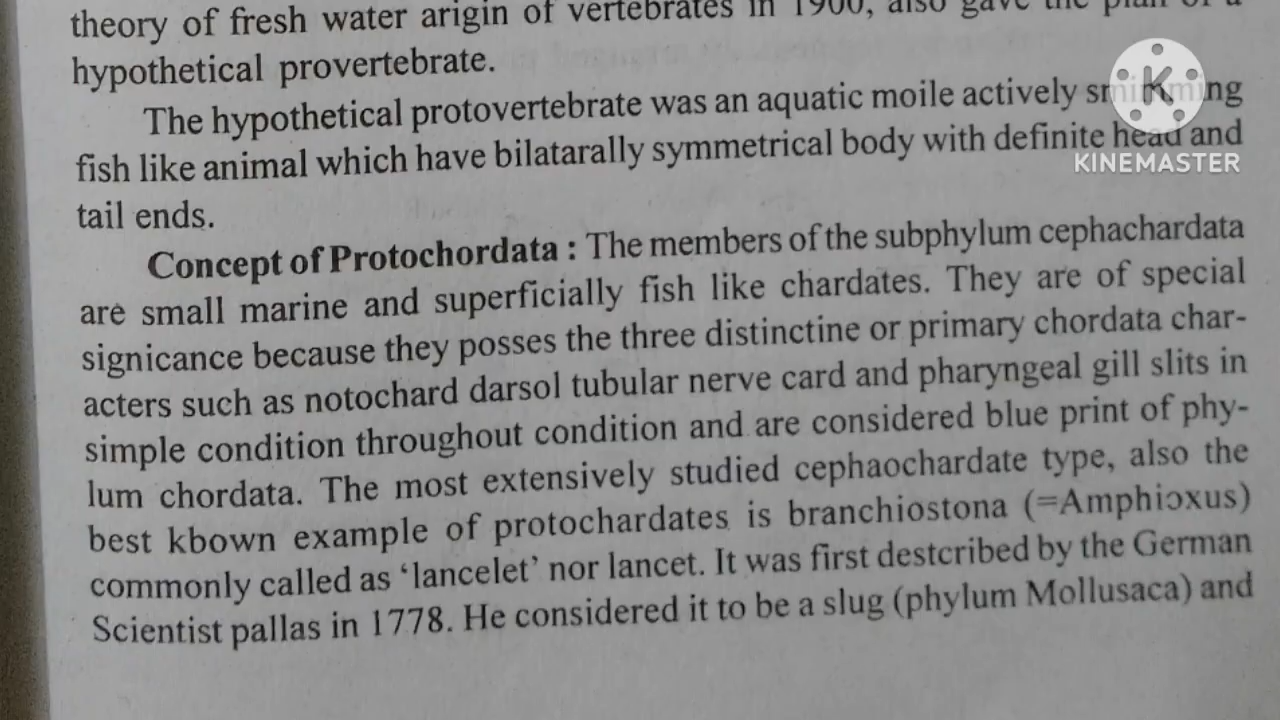 theory of fresh water arigin of vertebrates in 1900, also gave the plan of a
hypothetical provertebrate.
The hypothetical protovertebrate was an aquatic moile actively smimming
fish like animal which have bilatarally symmetrical body with definite head and
tail ends.
Concept of Protochordata : The members of the subphylum cephachardata
are small marine and superficially fish like chardates. They are of special
signicance because they posses the three distinctine or primary chordata char-
acters such as notochard darsol tubular nerve card and pharyngeal gill slits in
simple condition throughout condition and are considered blue print of phy-
lum chordata. The most extensively studied cephaochardate type, also the
best kbown example of protochardates is branchiostona (=Amphioxus)
commonly called as ‘lancelet’ nor lancet. It was first destcribed by the German
Scientist pallas in 1778. He considered it to be a slug (phylum Mollusaca) and
K
KINEMASTER